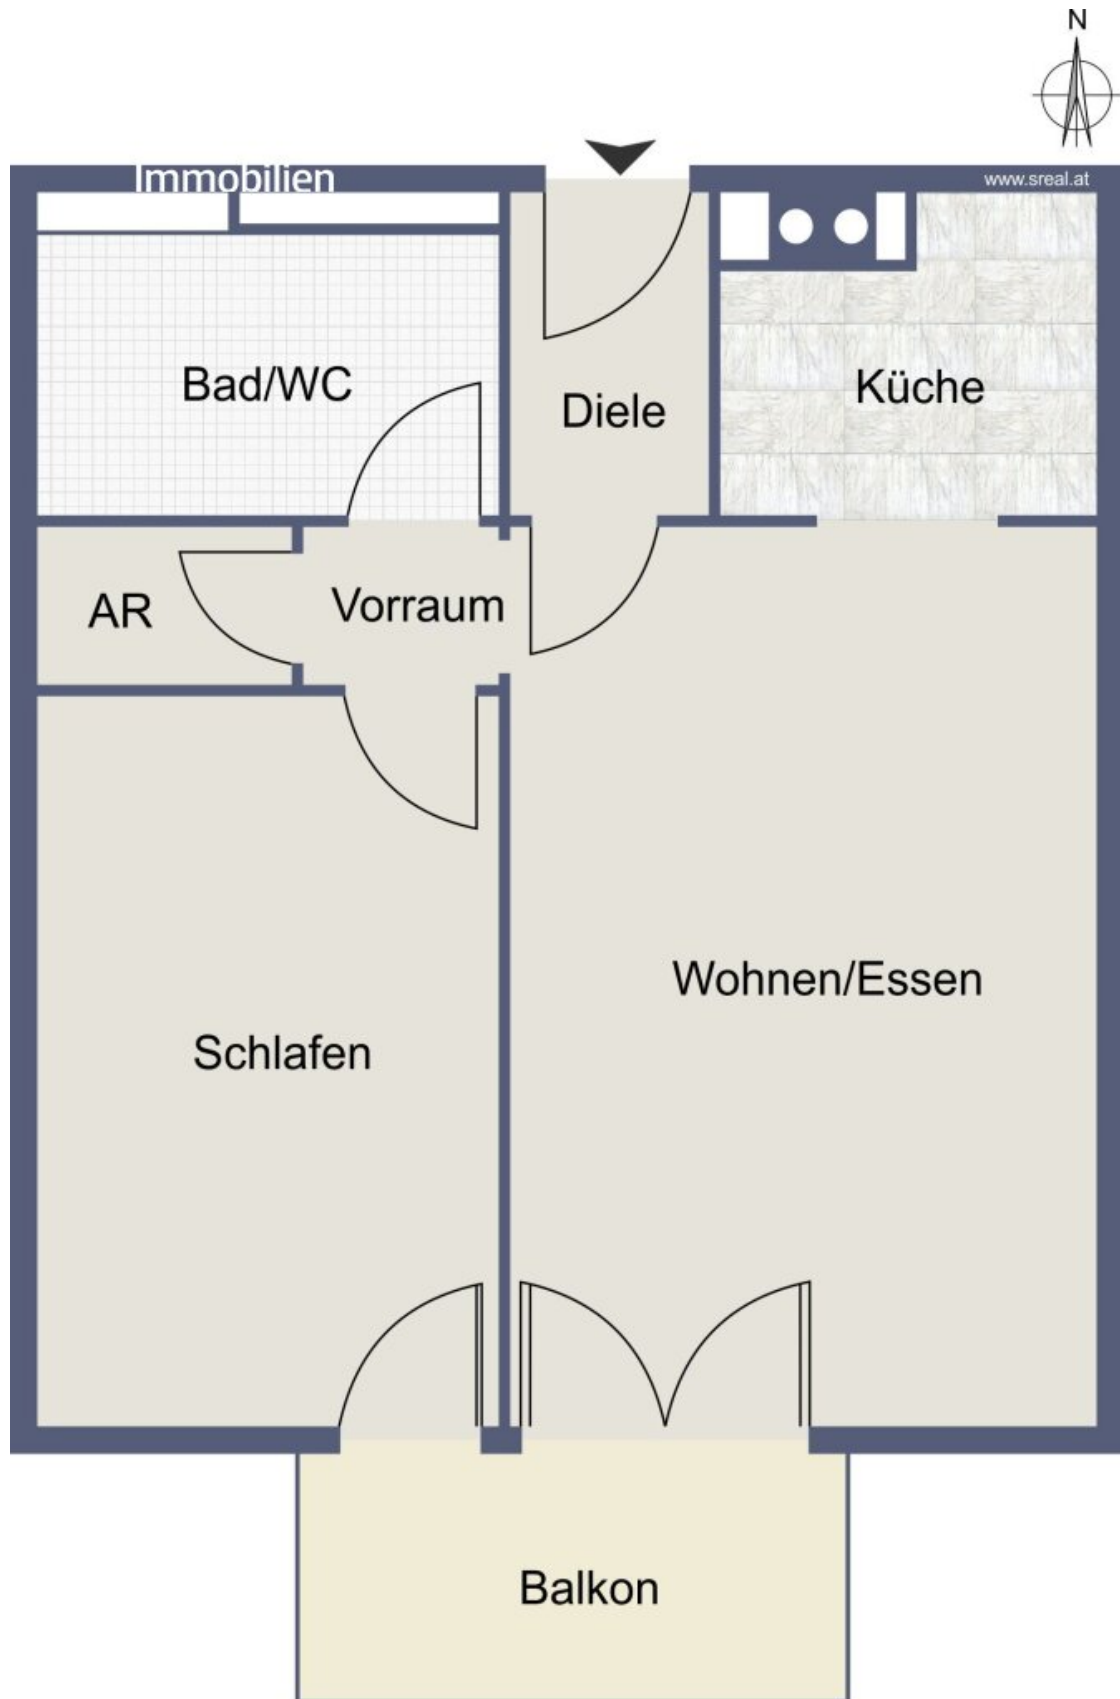 N
Immobilien
www.sreal.at
Bad/WC
Diele
Küche
AR
Vorraum
Wohnen/Essen
Schlafen
Balkon